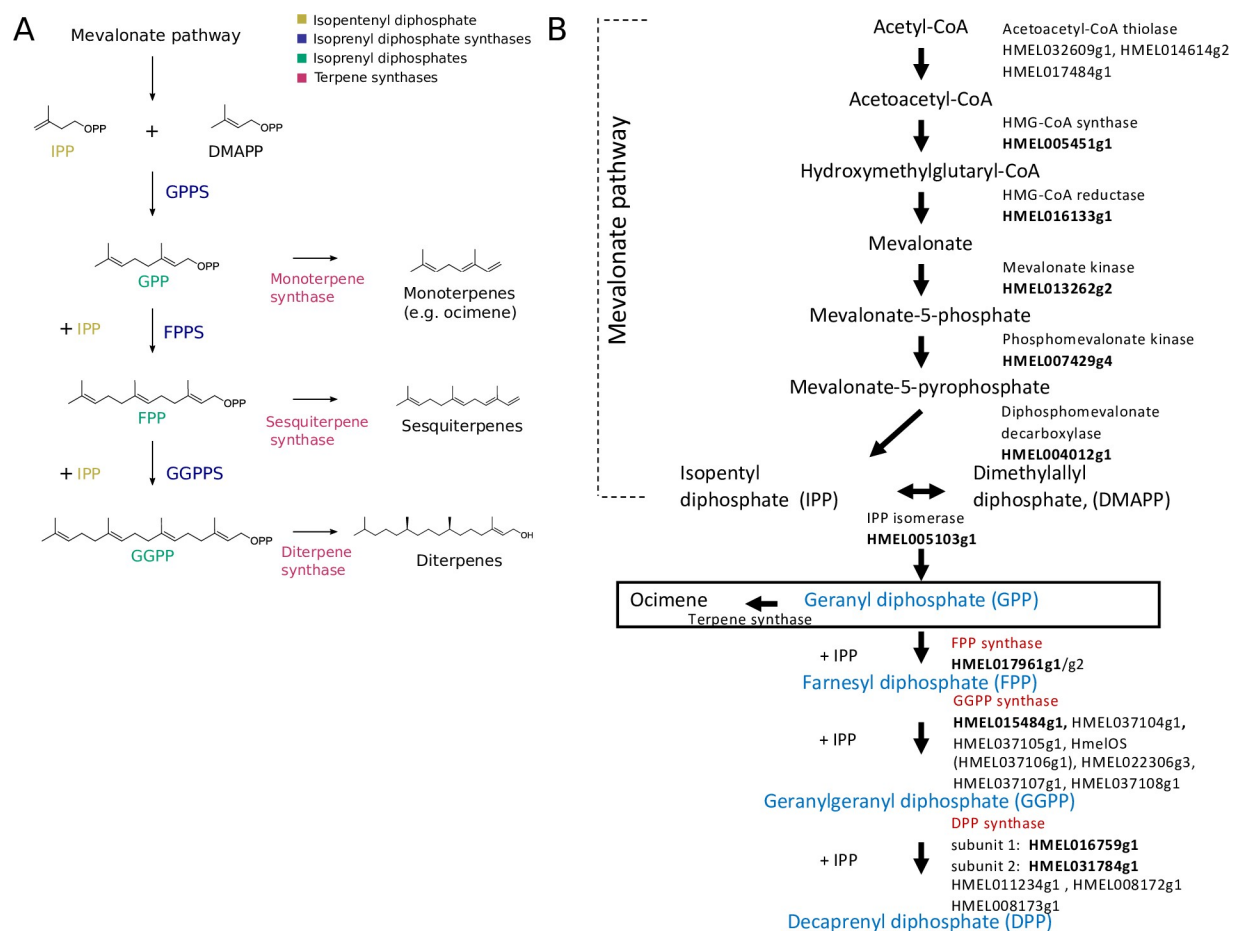 A
Mevalonate pathway
Isopentenyl diphosphate
Isoprenyl diphosphate synthases
Isoprenyl diphosphates
Terpene synthases
OPP
IPP
+
OPP
DMAPP
GPPS
OPP
GPP
Monoterpene
synthase
Monoterpenes
(e.g. ocimene)
+ IPP
FPPS
OPP
FPP
Sesquiterpene
synthase
Sesquiterpenes
+ IPP
GGPPS
OPP
GGPP
Diterpene
synthase
OH
Diterpenes
B
Mevalonate pathway
Acetyl-CoA
Acetoacetyl-CoA thiolase
HMEL032609g1, HMEL014614g2
HMEL017484g1
Acetoacetyl-CoA
HMG-CoA synthase
HMEL005451g1
Hydroxymethylglutaryl-CoA
HMG-CoA reductase
HMEL016133g1
Mevalonate
Mevalonate kinase
HMEL013262g2
Mevalonate-5-phosphate
Phosphomevalonate kinase
HMEL007429g4
Mevalonate-5-pyrophosphate
Diphosphomevalonate
decarboxylase
HMEL004012g1
Isopentyl
diphosphate (IPP)
Dimethylallyl
diphosphate, (DMAPP)
IPP isomerase
HMEL005103g1
Ocimene
Terpene synthase
Geranyl diphosphate (GPP)
+ IPP
FPP synthase
HMEL017961g1/g2
Farnesyl diphosphate (FPP)
GGPP synthase
+ IPP
HMEL015484g1, HMEL037104g1,
HMEL037105g1, HmelOS
(HMEL037106g1), HMEL022306g3,
HMEL037107g1, HMEL037108g1
Geranylgeranyl diphosphate (GGPP)
DPP synthase
+ IPP
subunit 1: HMEL016759g1
subunit 2: HMEL031784g1
HMEL011234g1 , HMEL008172g1
HMEL008173g1
Decaprenyl diphosphate (DPP)